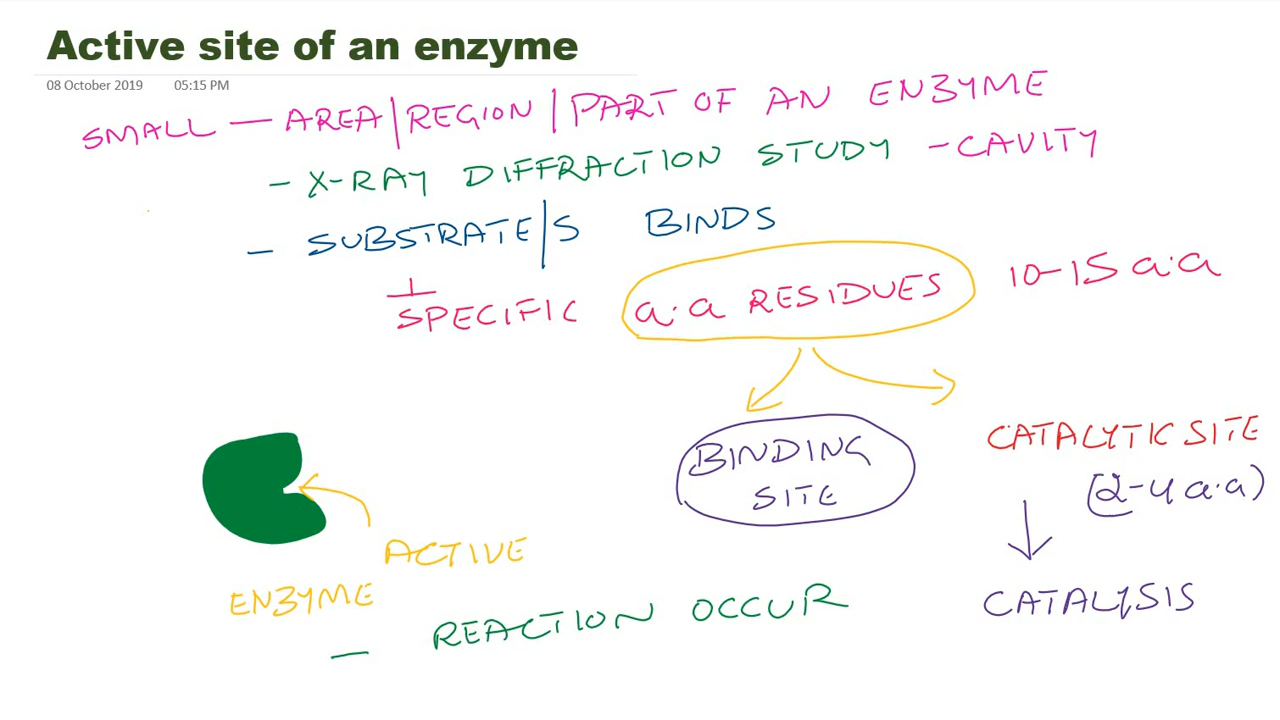 Active site of an enzyme
08 October 2019 05:15 PM
SMALL — AREA/REGION/PART OF AN ENZYME
- X-RAY DIFFRACTION STUDY - CAVITY
- SUBSTRATE/S BINDS
SPECIFIC a.a RESIDUES 10-15 a.a
BINDING SITE
CATALYTIC SITE
(2-4 a.a)
ACTIVE
ENZYME
CATALYSIS
- REACTION OCCUR